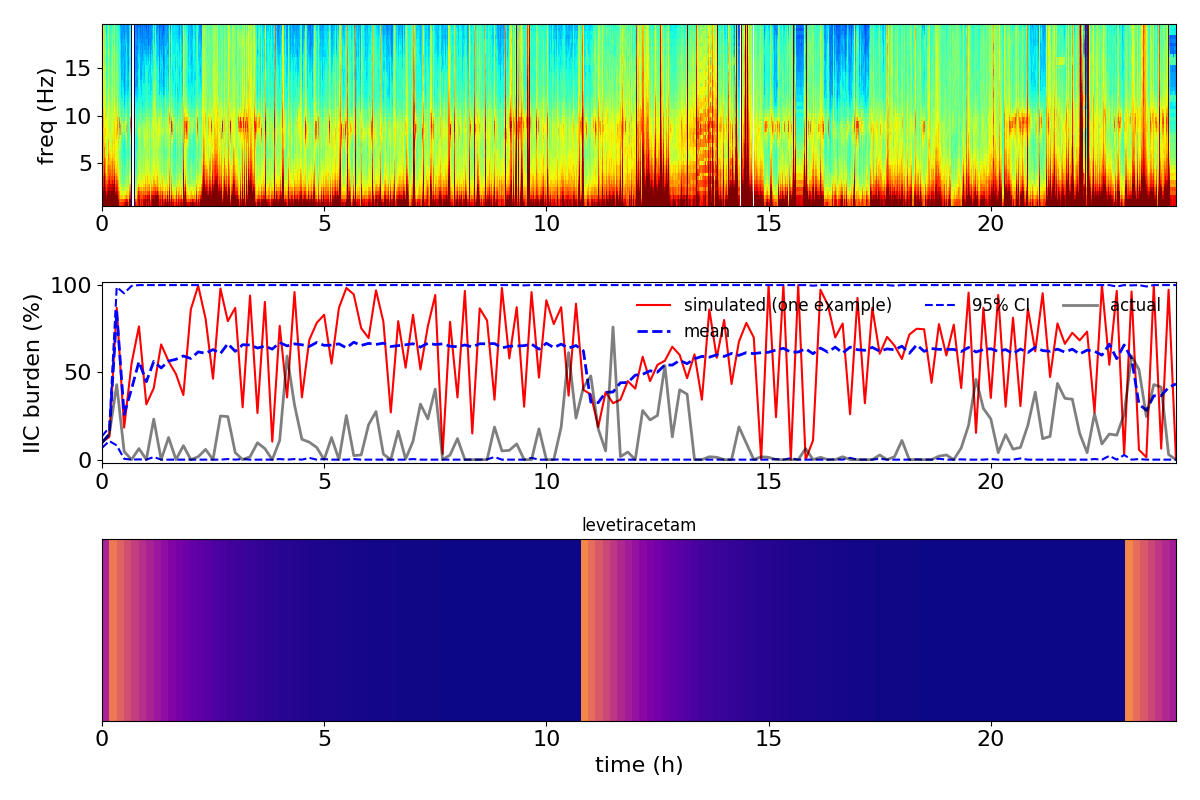 15
10
5
freq (Hz)
0 5 10 15 20
100
50
0
IIC burden (%)
simulated (one example) 95% CI actual
mean
0 5 10 15 20
levetiracetam
0 5 10 15 20
time (h)